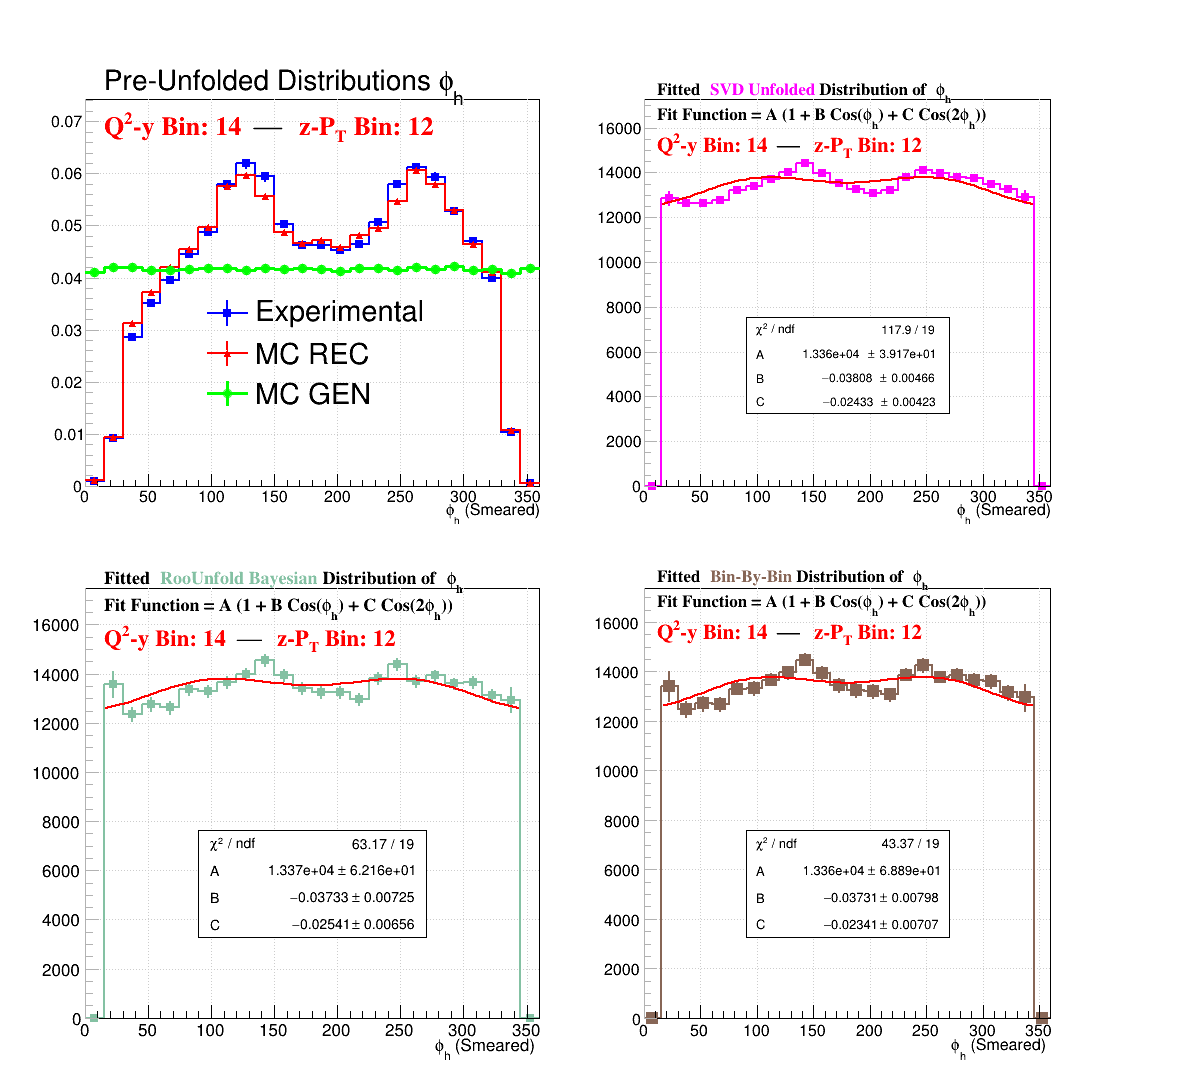 Pre-Unfolded Distributions ϕh
Q²-y Bin: 14 — z-PT Bin: 12
0.07
0.06
0.05
0.04
0.03
0.02
0.01
0
Experimental
MC REC
MC GEN
0 50 100 150 200 250 300 350
ϕh (Smeared)
Fitted SVD Unfolded Distribution of ϕh
Fit Function = A (1 + B Cos(ϕh) + C Cos(2ϕh))
Q²-y Bin: 14 — z-PT Bin: 12
16000
14000
12000
10000
8000
6000
4000
2000
0
χ² / ndf 117.9 / 19
A 1.336e+04 ± 3.917e+01
B −0.03808 ± 0.00466
C −0.02433 ± 0.00423
0 50 100 150 200 250 300 350
ϕh (Smeared)
Fitted RooUnfold Bayesian Distribution of ϕh
Fit Function = A (1 + B Cos(ϕh) + C Cos(2ϕh))
Q²-y Bin: 14 — z-PT Bin: 12
16000
14000
12000
10000
8000
6000
4000
2000
0
χ² / ndf 63.17 / 19
A 1.337e+04 ± 6.216e+01
B −0.03733 ± 0.00725
C −0.02541 ± 0.00656
0 50 100 150 200 250 300 350
ϕh (Smeared)
Fitted Bin-By-Bin Distribution of ϕh
Fit Function = A (1 + B Cos(ϕh) + C Cos(2ϕh))
Q²-y Bin: 14 — z-PT Bin: 12
16000
14000
12000
10000
8000
6000
4000
2000
0
χ² / ndf 43.37 / 19
A 1.336e+04 ± 6.889e+01
B −0.03731 ± 0.00798
C −0.02341 ± 0.00707
0 50 100 150 200 250 300 350
ϕh (Smeared)